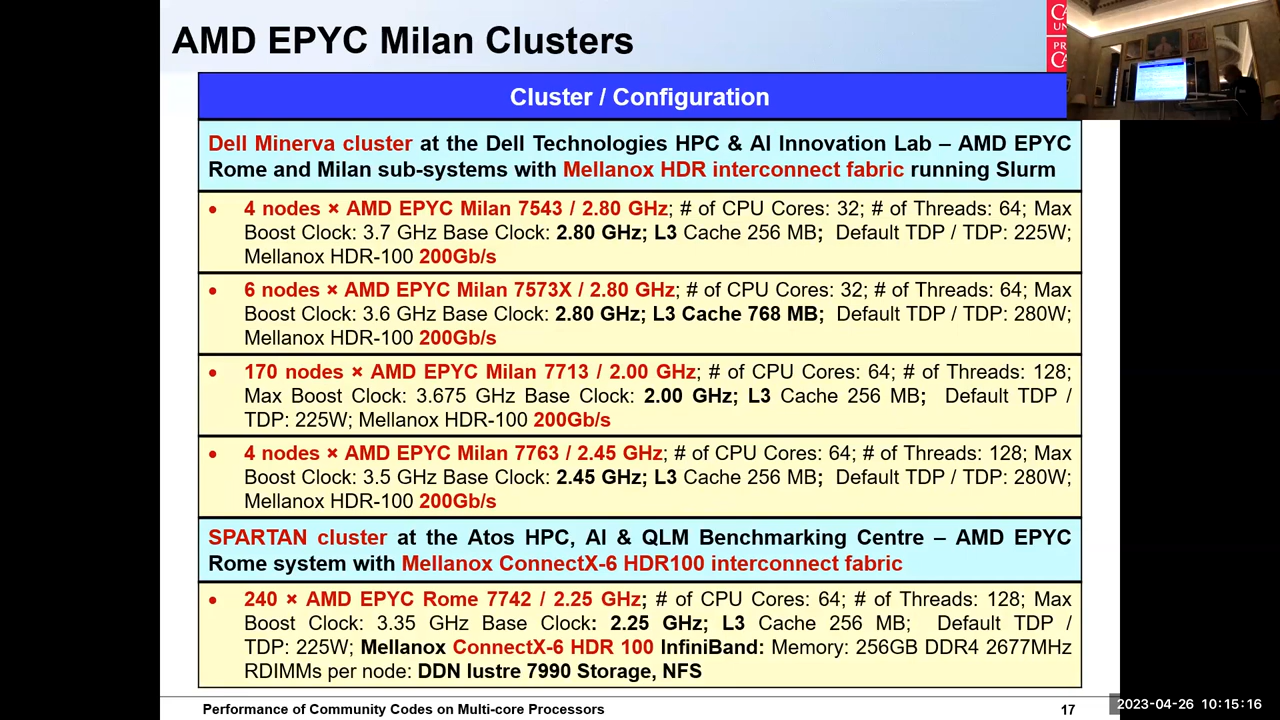 AMD EPYC Milan Clusters
Cluster / Configuration
Dell Minerva cluster at the Dell Technologies HPC & AI Innovation Lab – AMD EPYC
Rome and Milan sub-systems with Mellanox HDR interconnect fabric running Slurm
• 4 nodes × AMD EPYC Milan 7543 / 2.80 GHz; # of CPU Cores: 32; # of Threads: 64; Max
Boost Clock: 3.7 GHz Base Clock: 2.80 GHz; L3 Cache 256 MB; Default TDP / TDP: 225W;
Mellanox HDR-100 200Gb/s
• 6 nodes × AMD EPYC Milan 7573X / 2.80 GHz; # of CPU Cores: 32; # of Threads: 64; Max
Boost Clock: 3.6 GHz Base Clock: 2.80 GHz; L3 Cache 768 MB; Default TDP / TDP: 280W;
Mellanox HDR-100 200Gb/s
• 170 nodes × AMD EPYC Milan 7713 / 2.00 GHz; # of CPU Cores: 64; # of Threads: 128;
Max Boost Clock: 3.675 GHz Base Clock: 2.00 GHz; L3 Cache 256 MB; Default TDP /
TDP: 225W; Mellanox HDR-100 200Gb/s
• 4 nodes × AMD EPYC Milan 7763 / 2.45 GHz; # of CPU Cores: 64; # of Threads: 128; Max
Boost Clock: 3.5 GHz Base Clock: 2.45 GHz; L3 Cache 256 MB; Default TDP / TDP: 280W;
Mellanox HDR-100 200Gb/s
SPARTAN cluster at the Atos HPC, AI & QLM Benchmarking Centre – AMD EPYC
Rome system with Mellanox ConnectX-6 HDR100 interconnect fabric
• 240 × AMD EPYC Rome 7742 / 2.25 GHz; # of CPU Cores: 64; # of Threads: 128; Max
Boost Clock: 3.35 GHz Base Clock: 2.25 GHz; L3 Cache 256 MB; Default TDP /
TDP: 225W; Mellanox ConnectX-6 HDR 100 InfiniBand: Memory: 256GB DDR4 2677MHz
RDIMMs per node: DDN lustre 7990 Storage, NFS
Performance of Community Codes on Multi-core Processors
17
2023-04-26 10:15:16